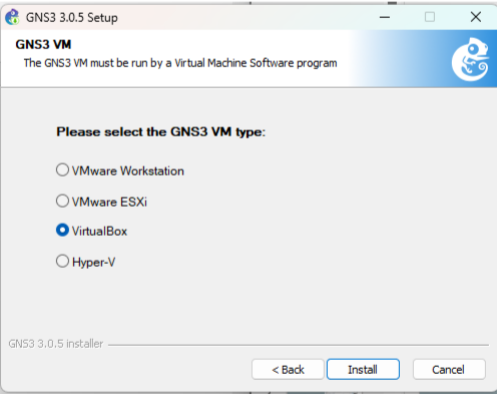 GNS3 3.0.5 Setup
GNS3 VM
The GNS3 VM must be run by a Virtual Machine Software program
Please select the GNS3 VM type:
VMware Workstation
VMware ESXi
VirtualBox
Hyper-V
GNS3 3.0.5 installer
< Back Install Cancel